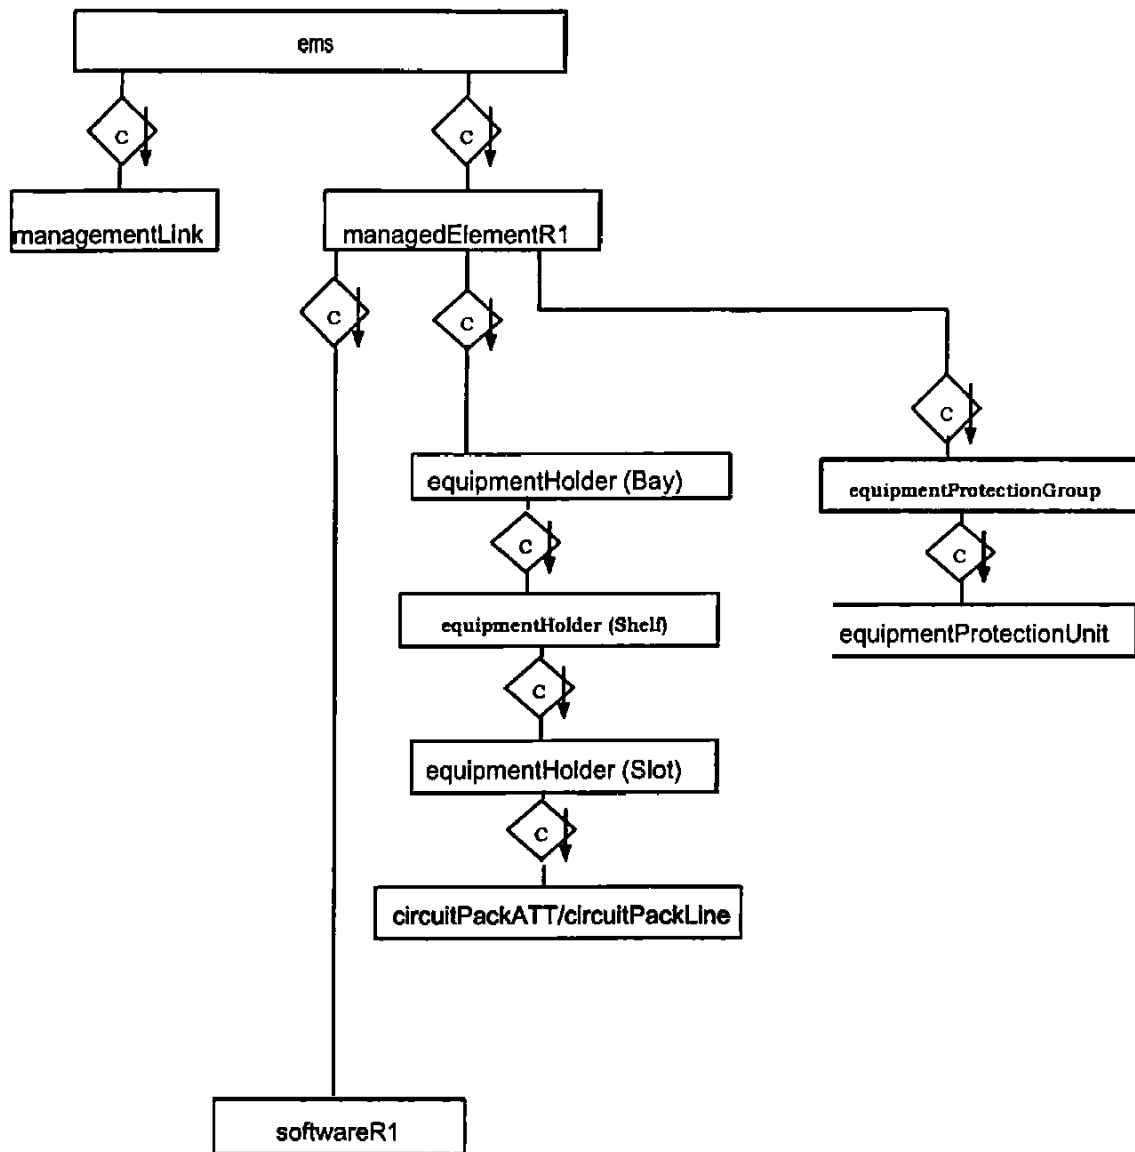 ems
C
C
managementLink
managedElementR1
C
C
C
equipmentHolder (Bay)
equipmentProtectionGroup
C
C
equipmentHolder (Shelf)
equipmentProtectionUnit
C
equipmentHolder (Slot)
C
circuitPackATT/circuitPackLine
softwareR1